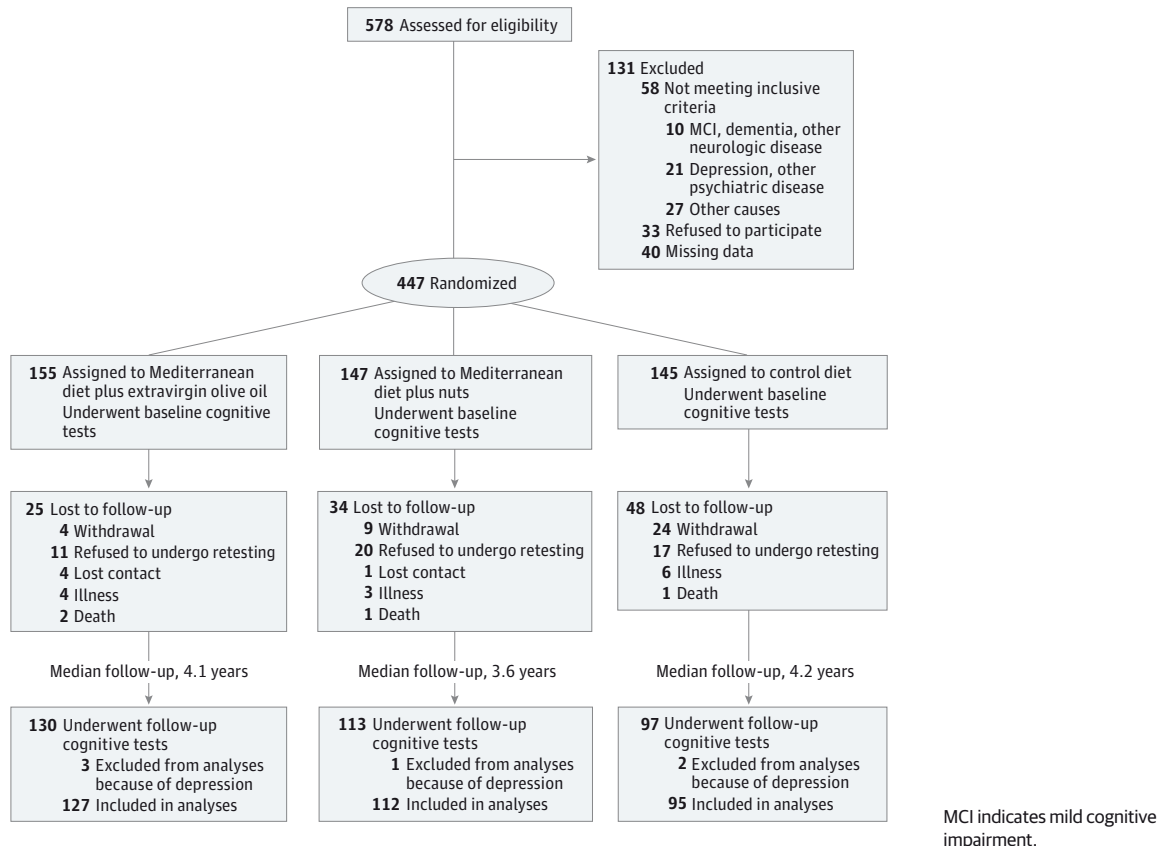 578 Assessed for eligibility
131 Excluded
58 Not meeting inclusive
criteria
10 MCI, dementia, other
neurologic disease
21 Depression, other
psychiatric disease
27 Other causes
33 Refused to participate
40 Missing data
447 Randomized
155 Assigned to Mediterranean
diet plus extravirgin olive oil
Underwent baseline cognitive
tests
147 Assigned to Mediterranean
diet plus nuts
Underwent baseline
cognitive tests
145 Assigned to control diet
Underwent baseline
cognitive tests
25 Lost to follow-up
4 Withdrawal
11 Refused to undergo retesting
4 Lost contact
4 Illness
2 Death
34 Lost to follow-up
9 Withdrawal
20 Refused to undergo retesting
1 Lost contact
3 Illness
1 Death
48 Lost to follow-up
24 Withdrawal
17 Refused to undergo retesting
6 Illness
1 Death
Median follow-up, 4.1 years
Median follow-up, 3.6 years
Median follow-up, 4.2 years
130 Underwent follow-up
cognitive tests
3 Excluded from analyses
because of depression
127 Included in analyses
113 Underwent follow-up
cognitive tests
1 Excluded from analyses
because of depression
112 Included in analyses
97 Underwent follow-up
cognitive tests
2 Excluded from analyses
because of depression
95 Included in analyses
MCI indicates mild cognitive
impairment.